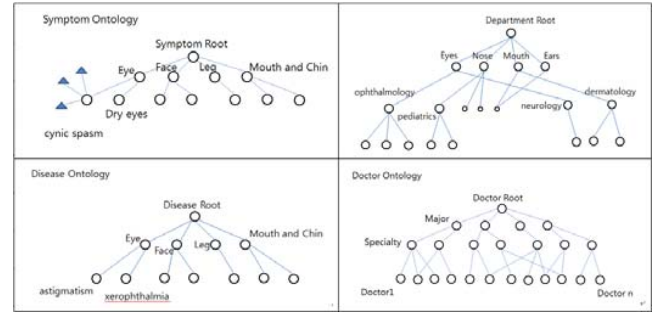 Symptom Ontology
Symptom Root
Eye
Face
Leg
Mouth and Chin
Dry eyes
cynic spasm
Department Root
Eyes
Nose
Mouth
Ears
ophthalmology
dermatology
neurology
pediatrics
Disease Ontology
Disease Root
Eye
Face
Leg
Mouth and Chin
astigmatism
xerophthalmia
Doctor Ontology
Doctor Root
Major
Specialty
Doctor1
Doctor n